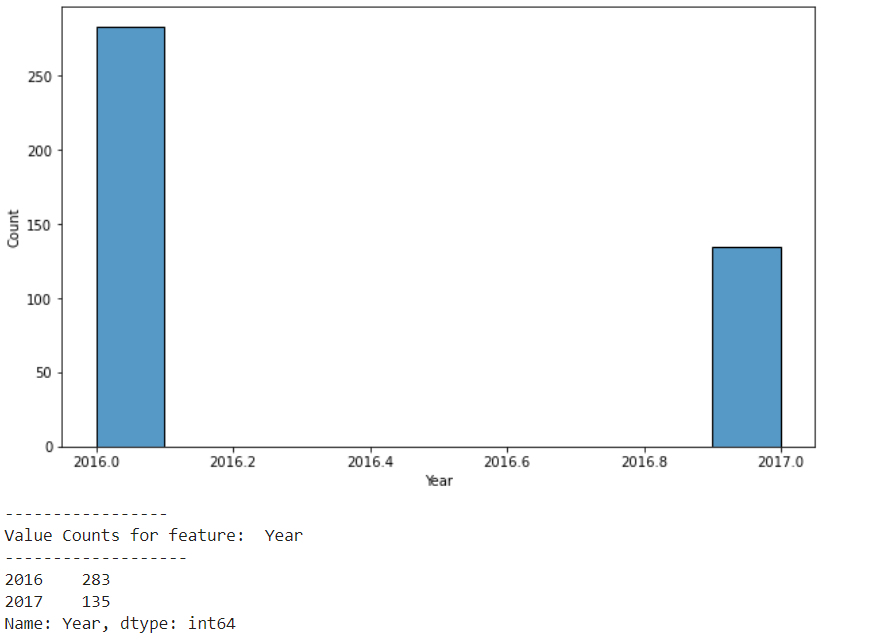 250
200
150
100
50
0
Count
2016.0 2016.2 2016.4 2016.6 2016.8 2017.0
Year
-----------------
Value Counts for feature:  Year
-------------------
2016    283
2017    135
Name: Year, dtype: int64